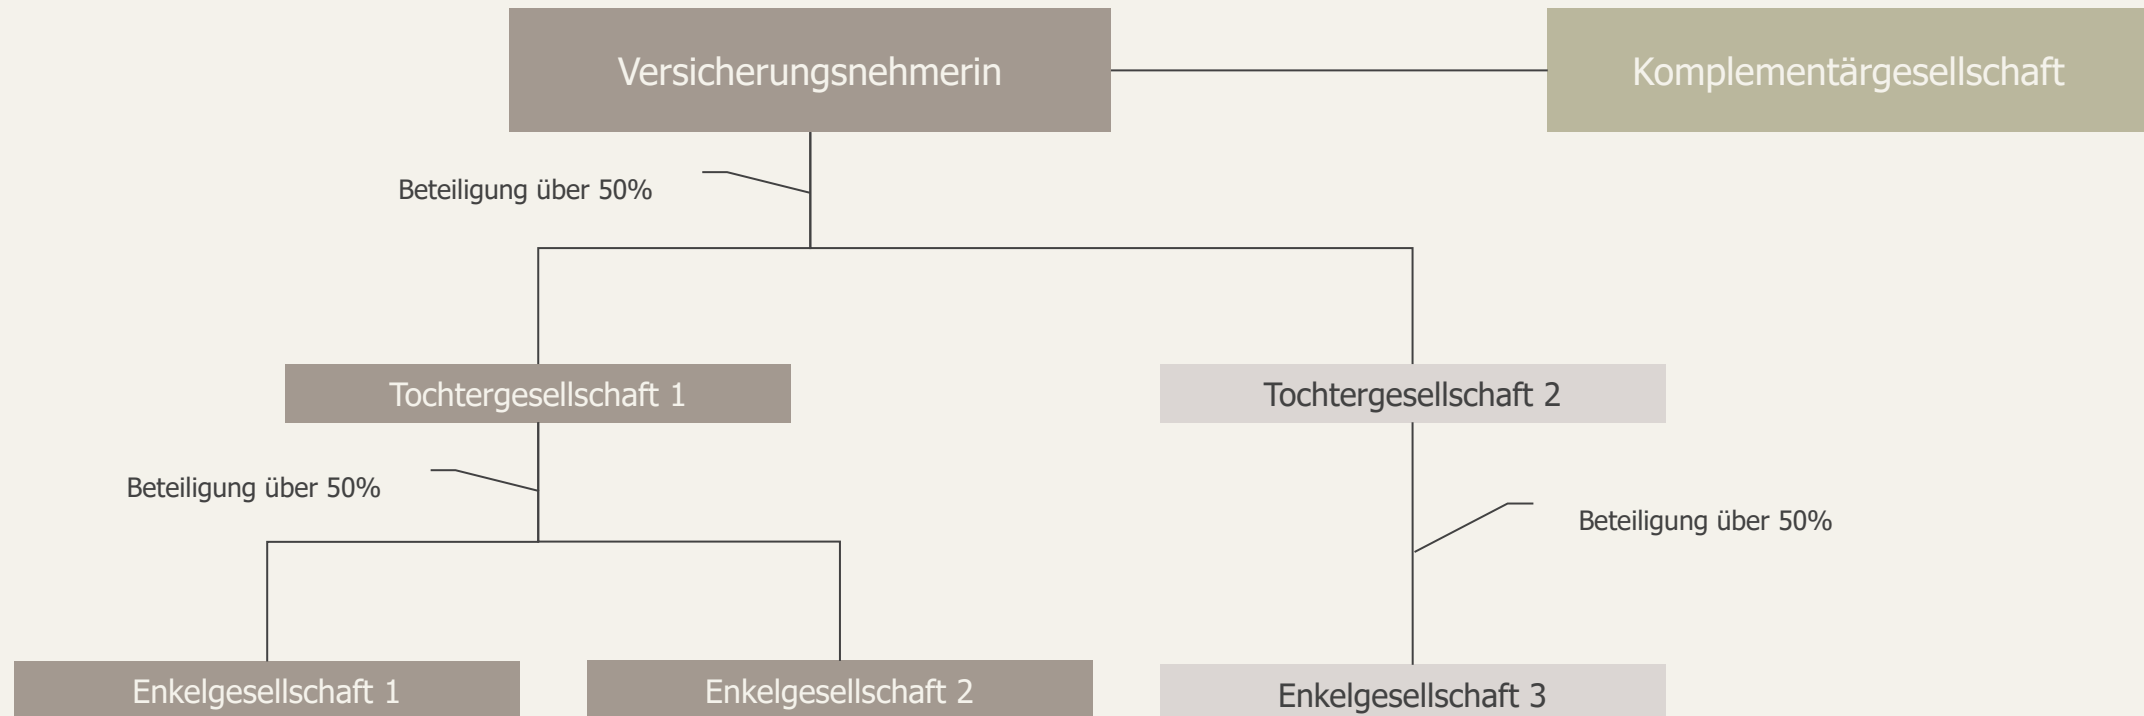 Versicherungsnehmerin
Komplementärgesellschaft
Beteiligung über 50%
Tochtergesellschaft 1
Tochtergesellschaft 2
Beteiligung über 50%
Beteiligung über 50%
Enkelgesellschaft 1
Enkelgesellschaft 2
Enkelgesellschaft 3